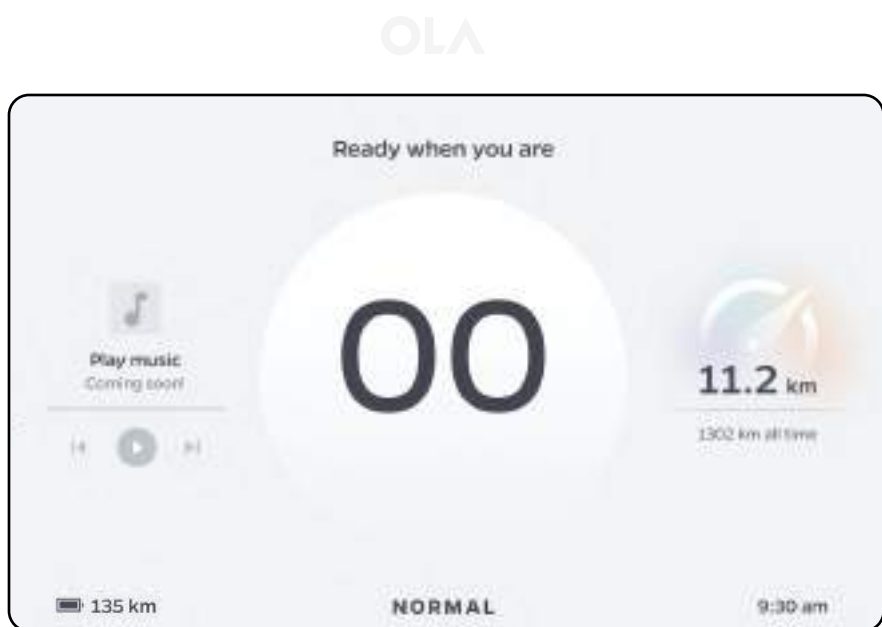 OLA
Ready when you are
Play music
Coming soon!
00
11.2 km
1302 km all time
135 km
NORMAL
9:30 am